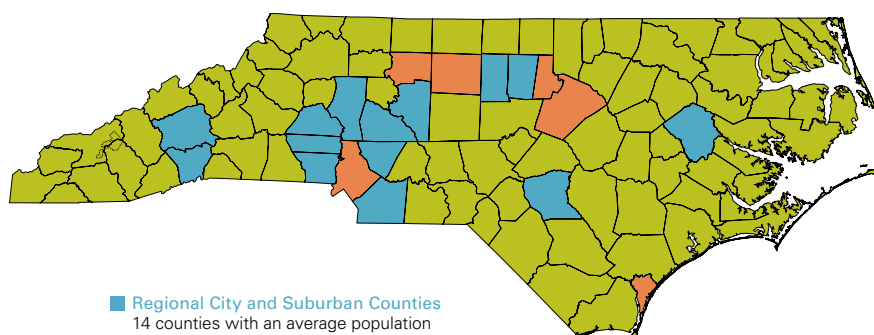 Regional City and Suburban Counties
14 counties with an average population